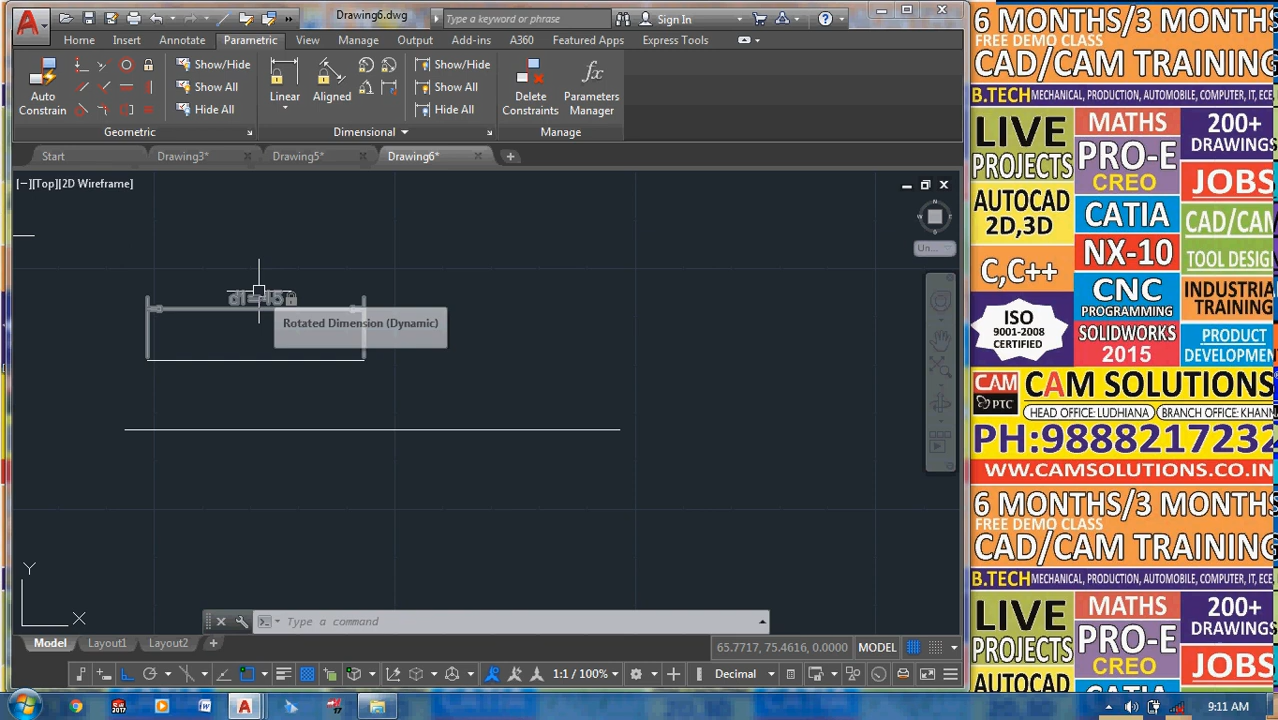 Drawing6.dwg
Type a keyword or phrase
Sign In
Home
Insert
Annotate
Parametric
View
Manage
Output
Add-ins
A360
Featured Apps
Express Tools
Auto
Constrain
Show/Hide
Show All
Hide All
Geometric
Linear
Aligned
Show/Hide
Show All
Hide All
Dimensional
Delete
Constraints
fx
Parameters
Manager
Manage
Start
Drawing3*
Drawing5*
Drawing6*
[−][Top][2D Wireframe]
N
W
E
S
Un...
Rotated Dimension (Dynamic)
Y
X
Type a command
Model
Layout1
Layout2
65.7717, 75.4616, 0.0000
MODEL
1:1 / 100%
Decimal
9:11 AM
6 MONTHS/3 MONTHS
FREE DEMO CLASS
CAD/CAM TRAINING
B.TECH MECHANICAL, PRODUCTION, AUTOMOBILE, COMPUTER, IT, ECE
LIVE
PROJECTS
MATHS
PRO-E
CREO
200+
DRAWINGS
JOBS
AUTOCAD
2D,3D
CATIA
CAD/CAM
NX-10
TOOL DESIGN
C,C++
CNC
PROGRAMMING
INDUSTRIAL
TRAINING
ISO
9001-2008
CERTIFIED
SOLIDWORKS
2015
PRODUCT
DEVELOPMEN
CAM
PTC
CAM SOLUTIONS
HEAD OFFICE: LUDHIANA
BRANCH OFFICE: KHANN
PH:9888217232
WW.CAMSOLUTIONS.CO.IN
6 MONTHS/3 MONTHS
FREE DEMO CLASS
CAD/CAM TRAINING
B.TECH MECHANICAL, PRODUCTION, AUTOMOBILE, COMPUTER, IT, ECE
LIVE
PROJECTS
MATHS
PRO-E
CREO
200+
DRAWINGS
JOBS
AUTOCAD
CATIA
CAD/CAM